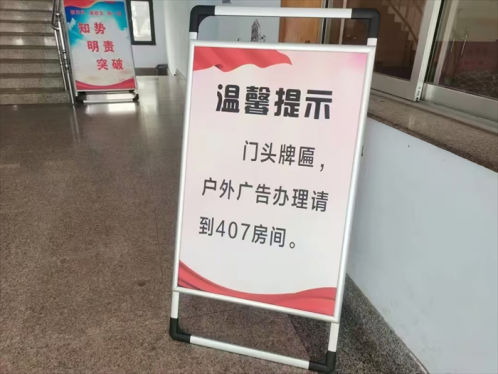 知势
明责
突破
温馨提示
门头牌匾，
户外广告办理请
到407房间。